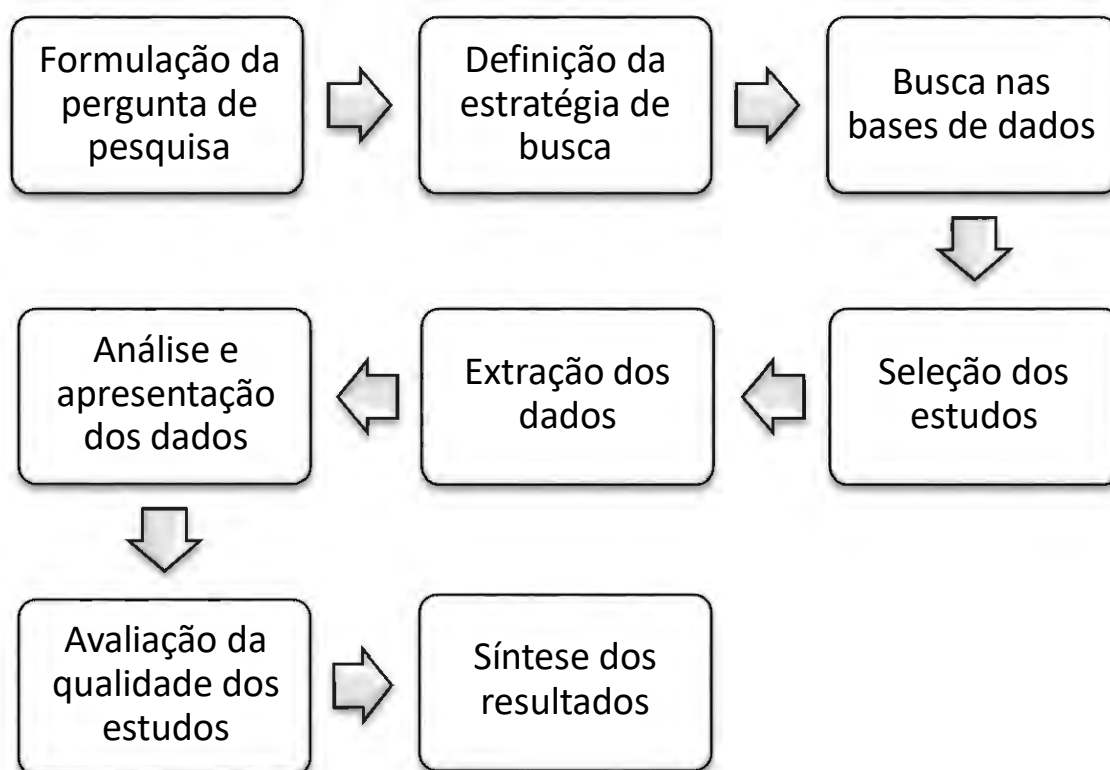 Formulação da
pergunta de
pesquisa
Definição da
estratégia de
busca
Busca nas
bases de dados
Seleção dos
estudos
Extração dos
dados
Análise e
apresentação
dos dados
Avaliação da
qualidade dos
estudos
Síntese dos
resultados